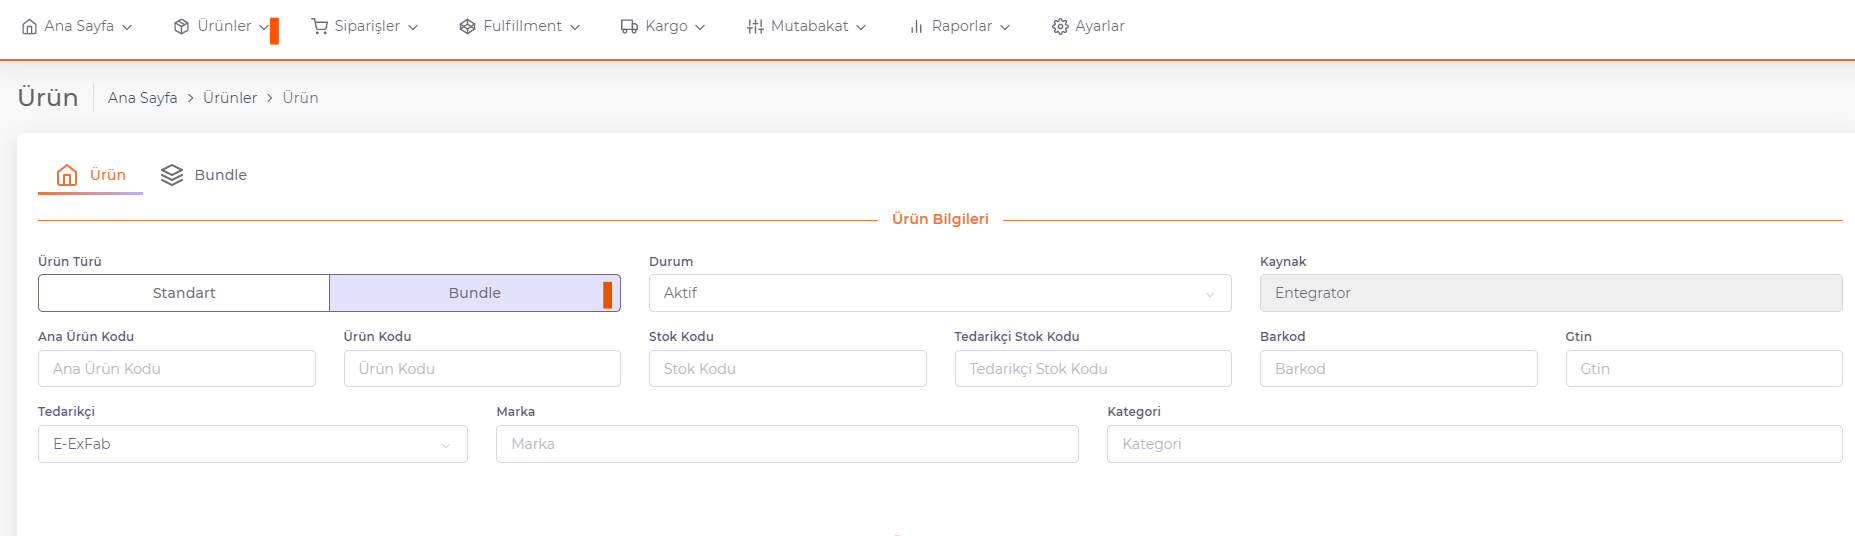 Ana Sayfa Ürünler Siparişler Fulfillment Kargo Mutabakat Raporlar Ayarlar
Ürün Ana Sayfa > Ürünler > Ürün
Ürün Bundle
Ürün Bilgileri
Ürün Türü Durum Kaynak
Standart Bundle Aktif Entegrator
Ana Ürün Kodu Ürün Kodu Stok Kodu Tedarikçi Stok Kodu Barkod Gtin
Ana Ürün Kodu Ürün Kodu Stok Kodu Tedarikçi Stok Kodu Barkod Gtin
Tedarikçi Marka Kategori
E-ExFab Marka Kategori